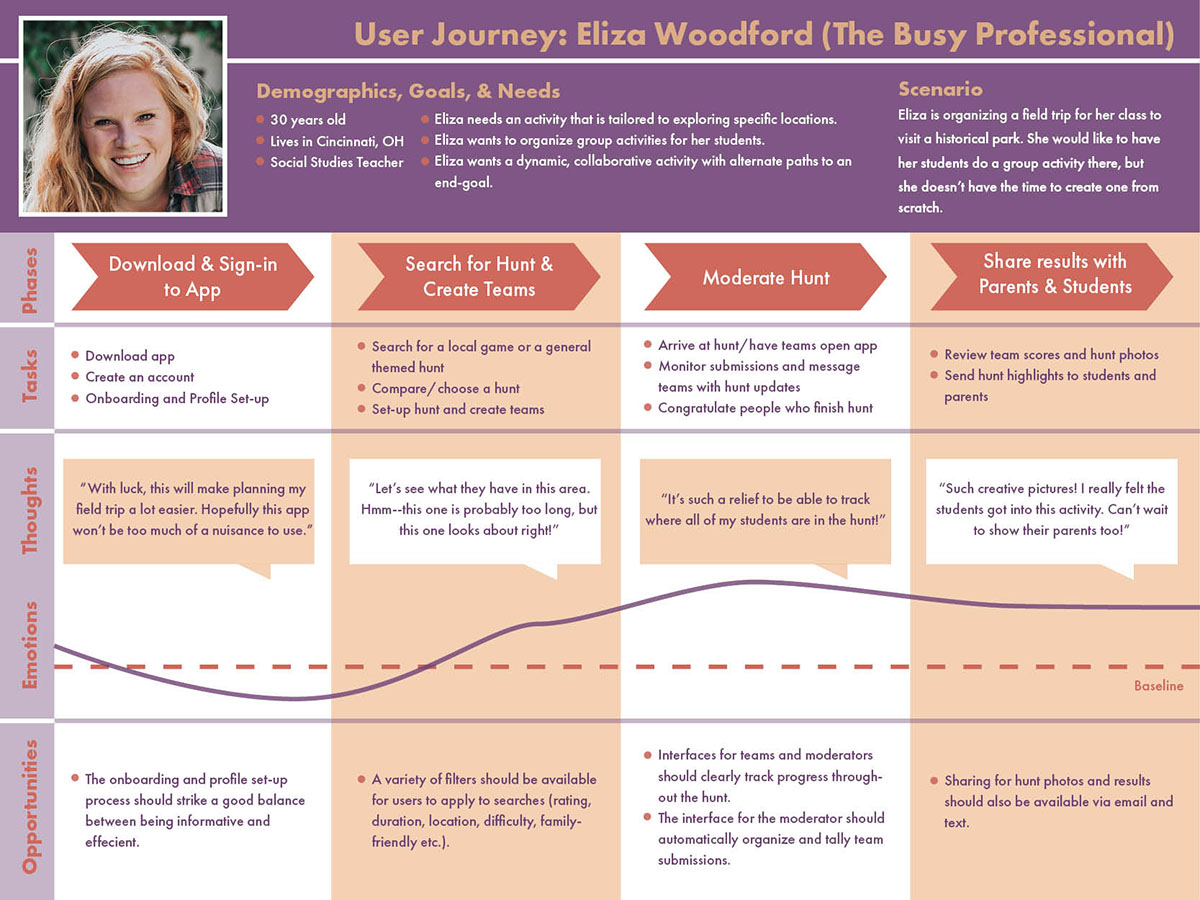 User Journey: Eliza Woodford (The Busy Professional)
Demographics, Goals, & Needs
30 years old
Lives in Cincinnati, OH
Social Studies Teacher
Eliza needs an activity that is tailored to exploring specific locations.
Eliza wants to organize group activities for her students.
Eliza wants a dynamic, collaborative activity with alternate paths to an
end-goal.
Scenario
Eliza is organizing a field trip for her class to
visit a historical park. She would like to have
her students do a group activity there, but
she doesn't have the time to create one from
scratch.
Phases
Download & Sign-in
to App
Search for Hunt &
Create Teams
Moderate Hunt
Share results with
Parents & Students
Tasks
Download app
Create an account
Onboarding and Profile Set-up
Search for a local game or a general
themed hunt
Compare/choose a hunt
Set-up hunt and create teams
Arrive at hunt/have teams open app
Monitor submissions and message
teams with hunt updates
Congratulate people who finish hunt
Review team scores and hunt photos
Send hunt highlights to students and
parents
Thoughts
"With luck, this will make planning my
field trip a lot easier. Hopefully this app
won't be too much of a nuisance to use."
"Let's see what they have in this area.
Hmm--this one is probably too long, but
this one looks about right!"
"It's such a relief to be able to track
where all of my students are in the hunt!"
"Such creative pictures! I really felt the
students got into this activity. Can't wait
to show their parents too!"
Emotions
Baseline
Opportunities
The onboarding and profile set-up
process should strike a good balance
between being informative and
effecient.
A variety of filters should be available
for users to apply to searches (rating,
duration, location, difficulty, family-
friendly etc.).
Interfaces for teams and moderators
should clearly track progress through-
out the hunt.
The interface for the moderator should
automatically organize and tally team
submissions.
Sharing for hunt photos and results
should also be available via email and
text.